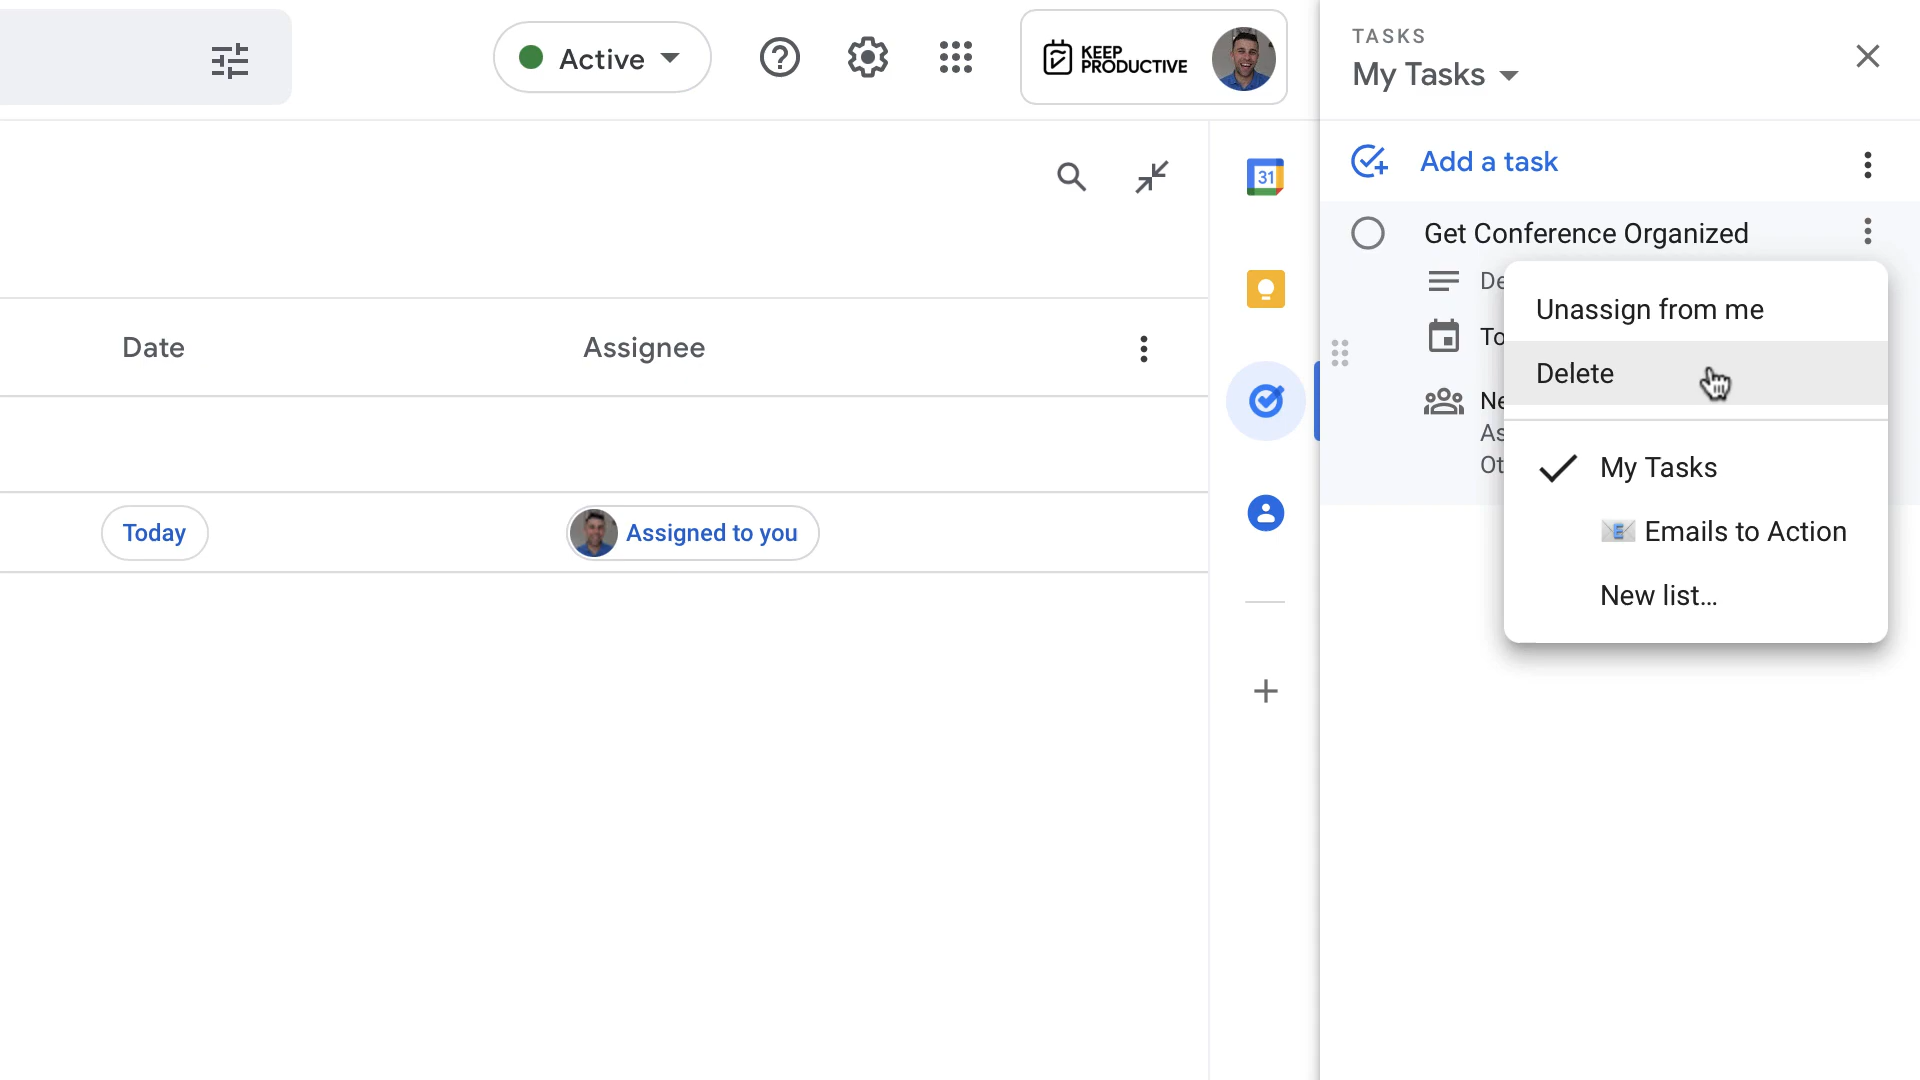 Active
KEEP
PRODUCTIVE
TASKS
My Tasks
31
Add a task
Get Conference Organized
Unassign from me
Delete
Date
Assignee
My Tasks
Emails to Action
New list…
Today
Assigned to you